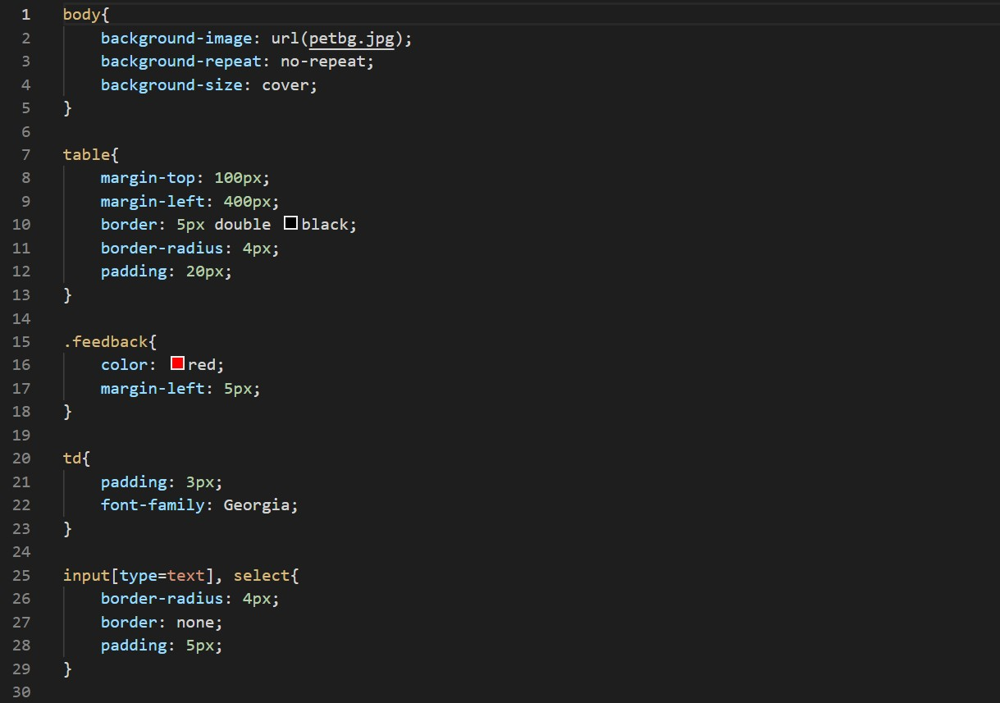 1 body{
2 background-image: url(petbg.jpg);
3 background-repeat: no-repeat;
4 background-size: cover;
5 }
6
7 table{
8 margin-top: 100px;
9 margin-left: 400px;
10 border: 5px double black;
11 border-radius: 4px;
12 padding: 20px;
13 }
14
15 .feedback{
16 color: red;
17 margin-left: 5px;
18 }
19
20 td{
21 padding: 3px;
22 font-family: Georgia;
23 }
24
25 input[type=text], select{
26 border-radius: 4px;
27 border: none;
28 padding: 5px;
29 }
30